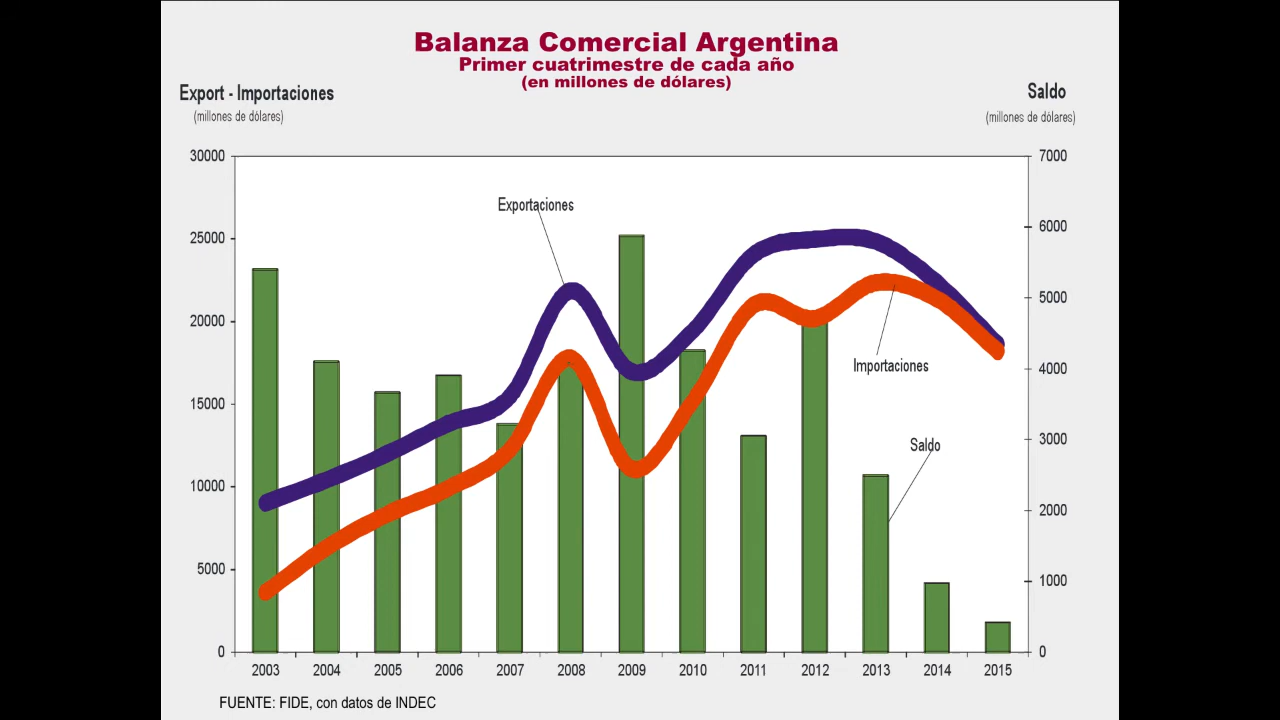 Balanza Comercial Argentina
Primer cuatrimestre de cada año
(en millones de dólares)
Export - Importaciones
(millones de dólares)
Saldo
(millones de dólares)
30000
25000
20000
15000
10000
5000
0
7000
6000
5000
4000
3000
2000
1000
0
Exportaciones
Importaciones
Saldo
2003 2004 2005 2006 2007 2008 2009 2010 2011 2012 2013 2014 2015
FUENTE: FIDE, con datos de INDEC